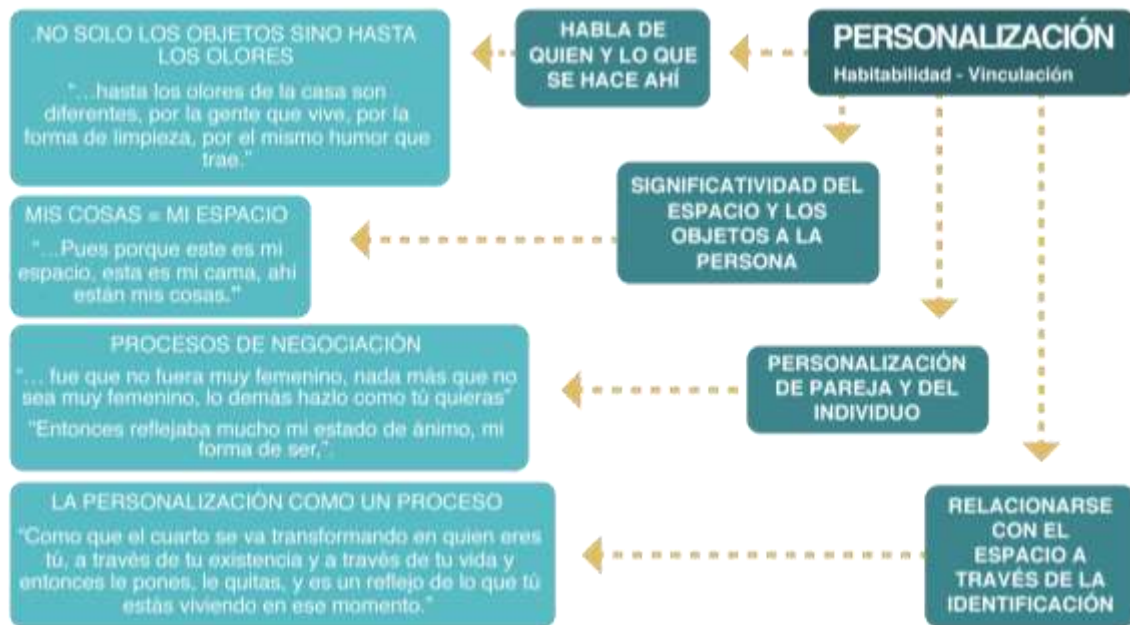 PERSONALIZACIÓN
Habitabilidad - Vinculación
HABLA DE
QUIEN Y LO QUE
SE HACE AHÍ
.NO SOLO LOS OBJETOS SINO HASTA
LOS OLORES
"...hasta los olores de la casa son
diferentes, por la gente que vive, por la
forma de limpieza, por el mismo humor que
trae."
SIGNIFICATIVIDAD DEL
ESPACIO Y LOS
OBJETOS A LA
PERSONA
MIS COSAS = MI ESPACIO
"...Pues porque este es mi
espacio, esta es mi cama, ahí
están mis cosas."
PERSONALIZACIÓN
DE PAREJA Y DEL
INDIVIDUO
PROCESOS DE NEGOCIACIÓN
"... fue que no fuera muy femenino, nada más que no
sea muy femenino, lo demás hazlo como tú quieras"
"Entonces reflejaba mucho mi estado de ánimo, mi
forma de ser,".
RELACIONARSE
CON EL
ESPACIO A
TRAVÉS DE LA
IDENTIFICACIÓN
LA PERSONALIZACIÓN COMO UN PROCESO
"Como que el cuarto se va transformando en quien eres
tú, a través de tu existencia y a través de tu vida y
entonces le pones, le quitas, y es un reflejo de lo que tú
estás viviendo en ese momento."